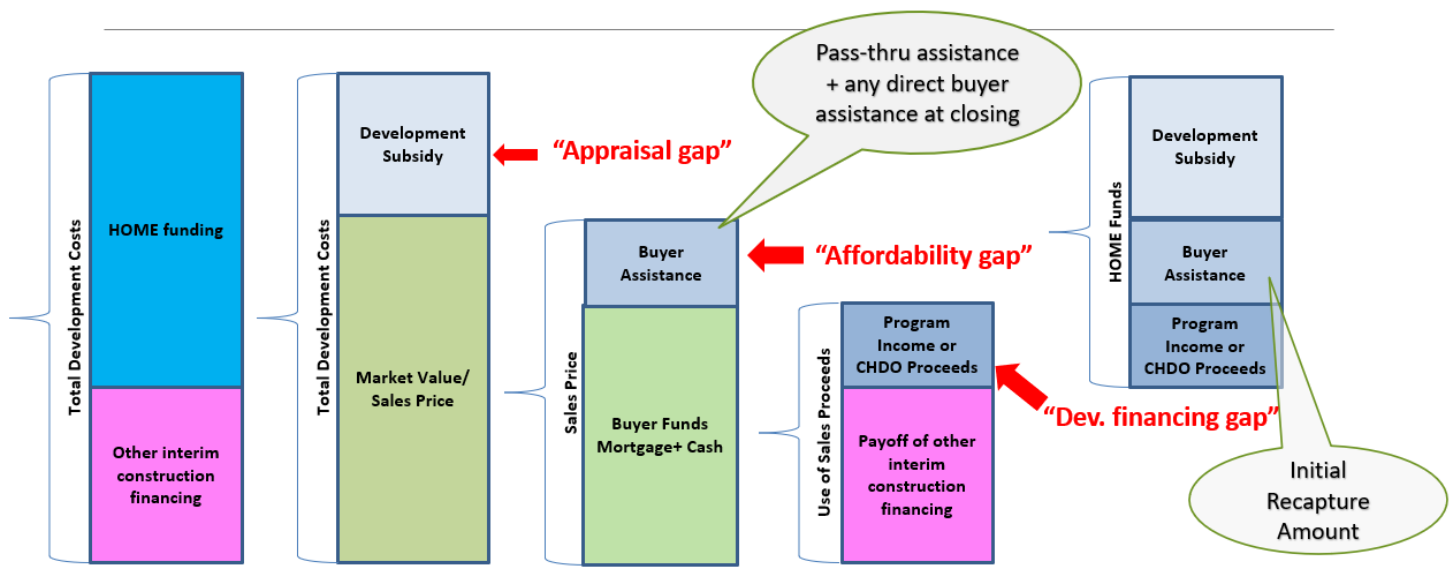 Total Development Costs
HOME funding
Other interim
construction
financing
Total Development Costs
Development
Subsidy
Market Value/
Sales Price
“Appraisal gap”
Pass-thru assistance
+ any direct buyer
assistance at closing
Sales Price
Buyer
Assistance
Buyer Funds
Mortgage+ Cash
“Affordability gap”
Use of Sales Proceeds
Program
Income or
CHDO Proceeds
Payoff of other
interim
construction
financing
“Dev. financing gap”
HOME Funds
Development
Subsidy
Buyer
Assistance
Program
Income or
CHDO Proceeds
Initial
Recapture
Amount